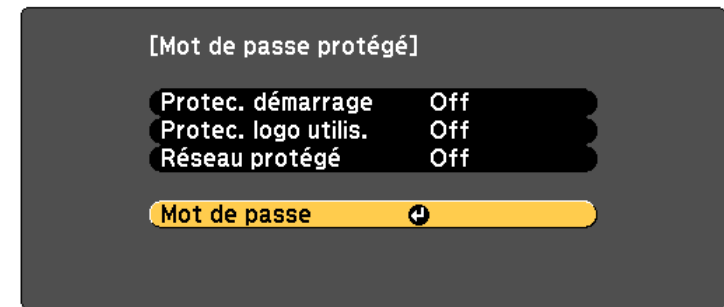 [Mot de passe protégé]
Protec. démarrage Off
Protec. logo utilis. Off
Réseau protégé Off
Mot de passe